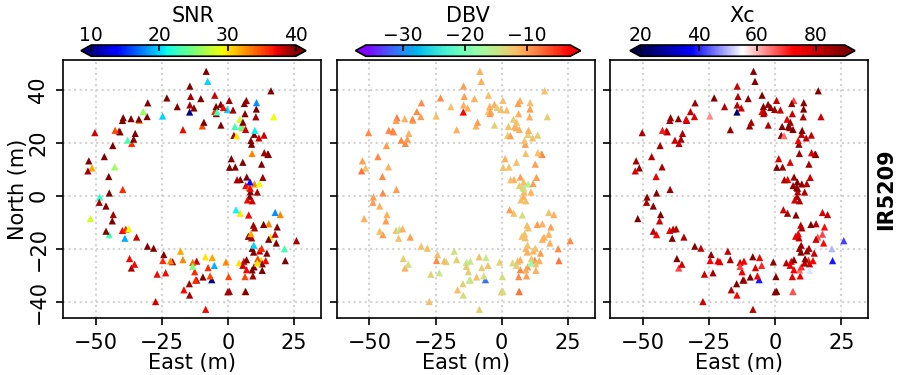 SNR DBV Xc
10 20 30 40 −30 −20 −10 20 40 60 80
North (m)
40
20
0
−20
−40
IR5209
−50 −25 0 25 −50 −25 0 25 −50 −25 0 25
East (m) East (m) East (m)